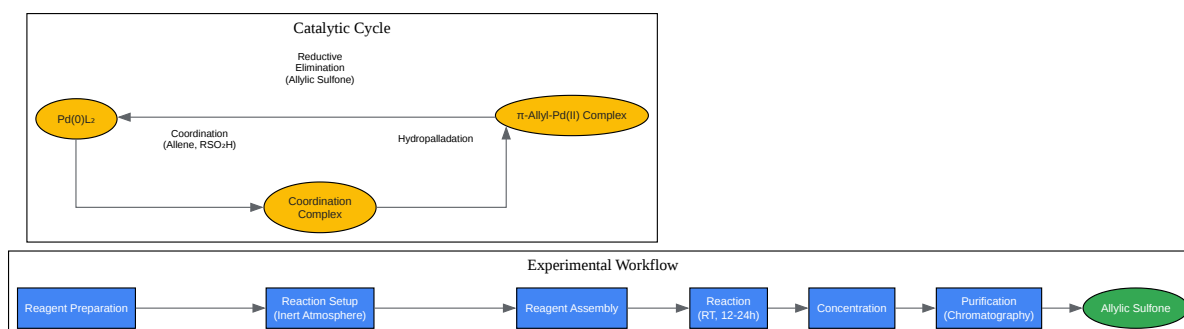 Catalytic Cycle
Reductive
Elimination
(Allylic Sulfone)
Pd(0)L₂
π-Allyl-Pd(II) Complex
Coordination
(Allene, RSO₂H)
Hydropalladation
Coordination
Complex
Experimental Workflow
Reagent Preparation
Reaction Setup
(Inert Atmosphere)
Reagent Assembly
Reaction
(RT, 12-24h)
Concentration
Purification
(Chromatography)
Allylic Sulfone